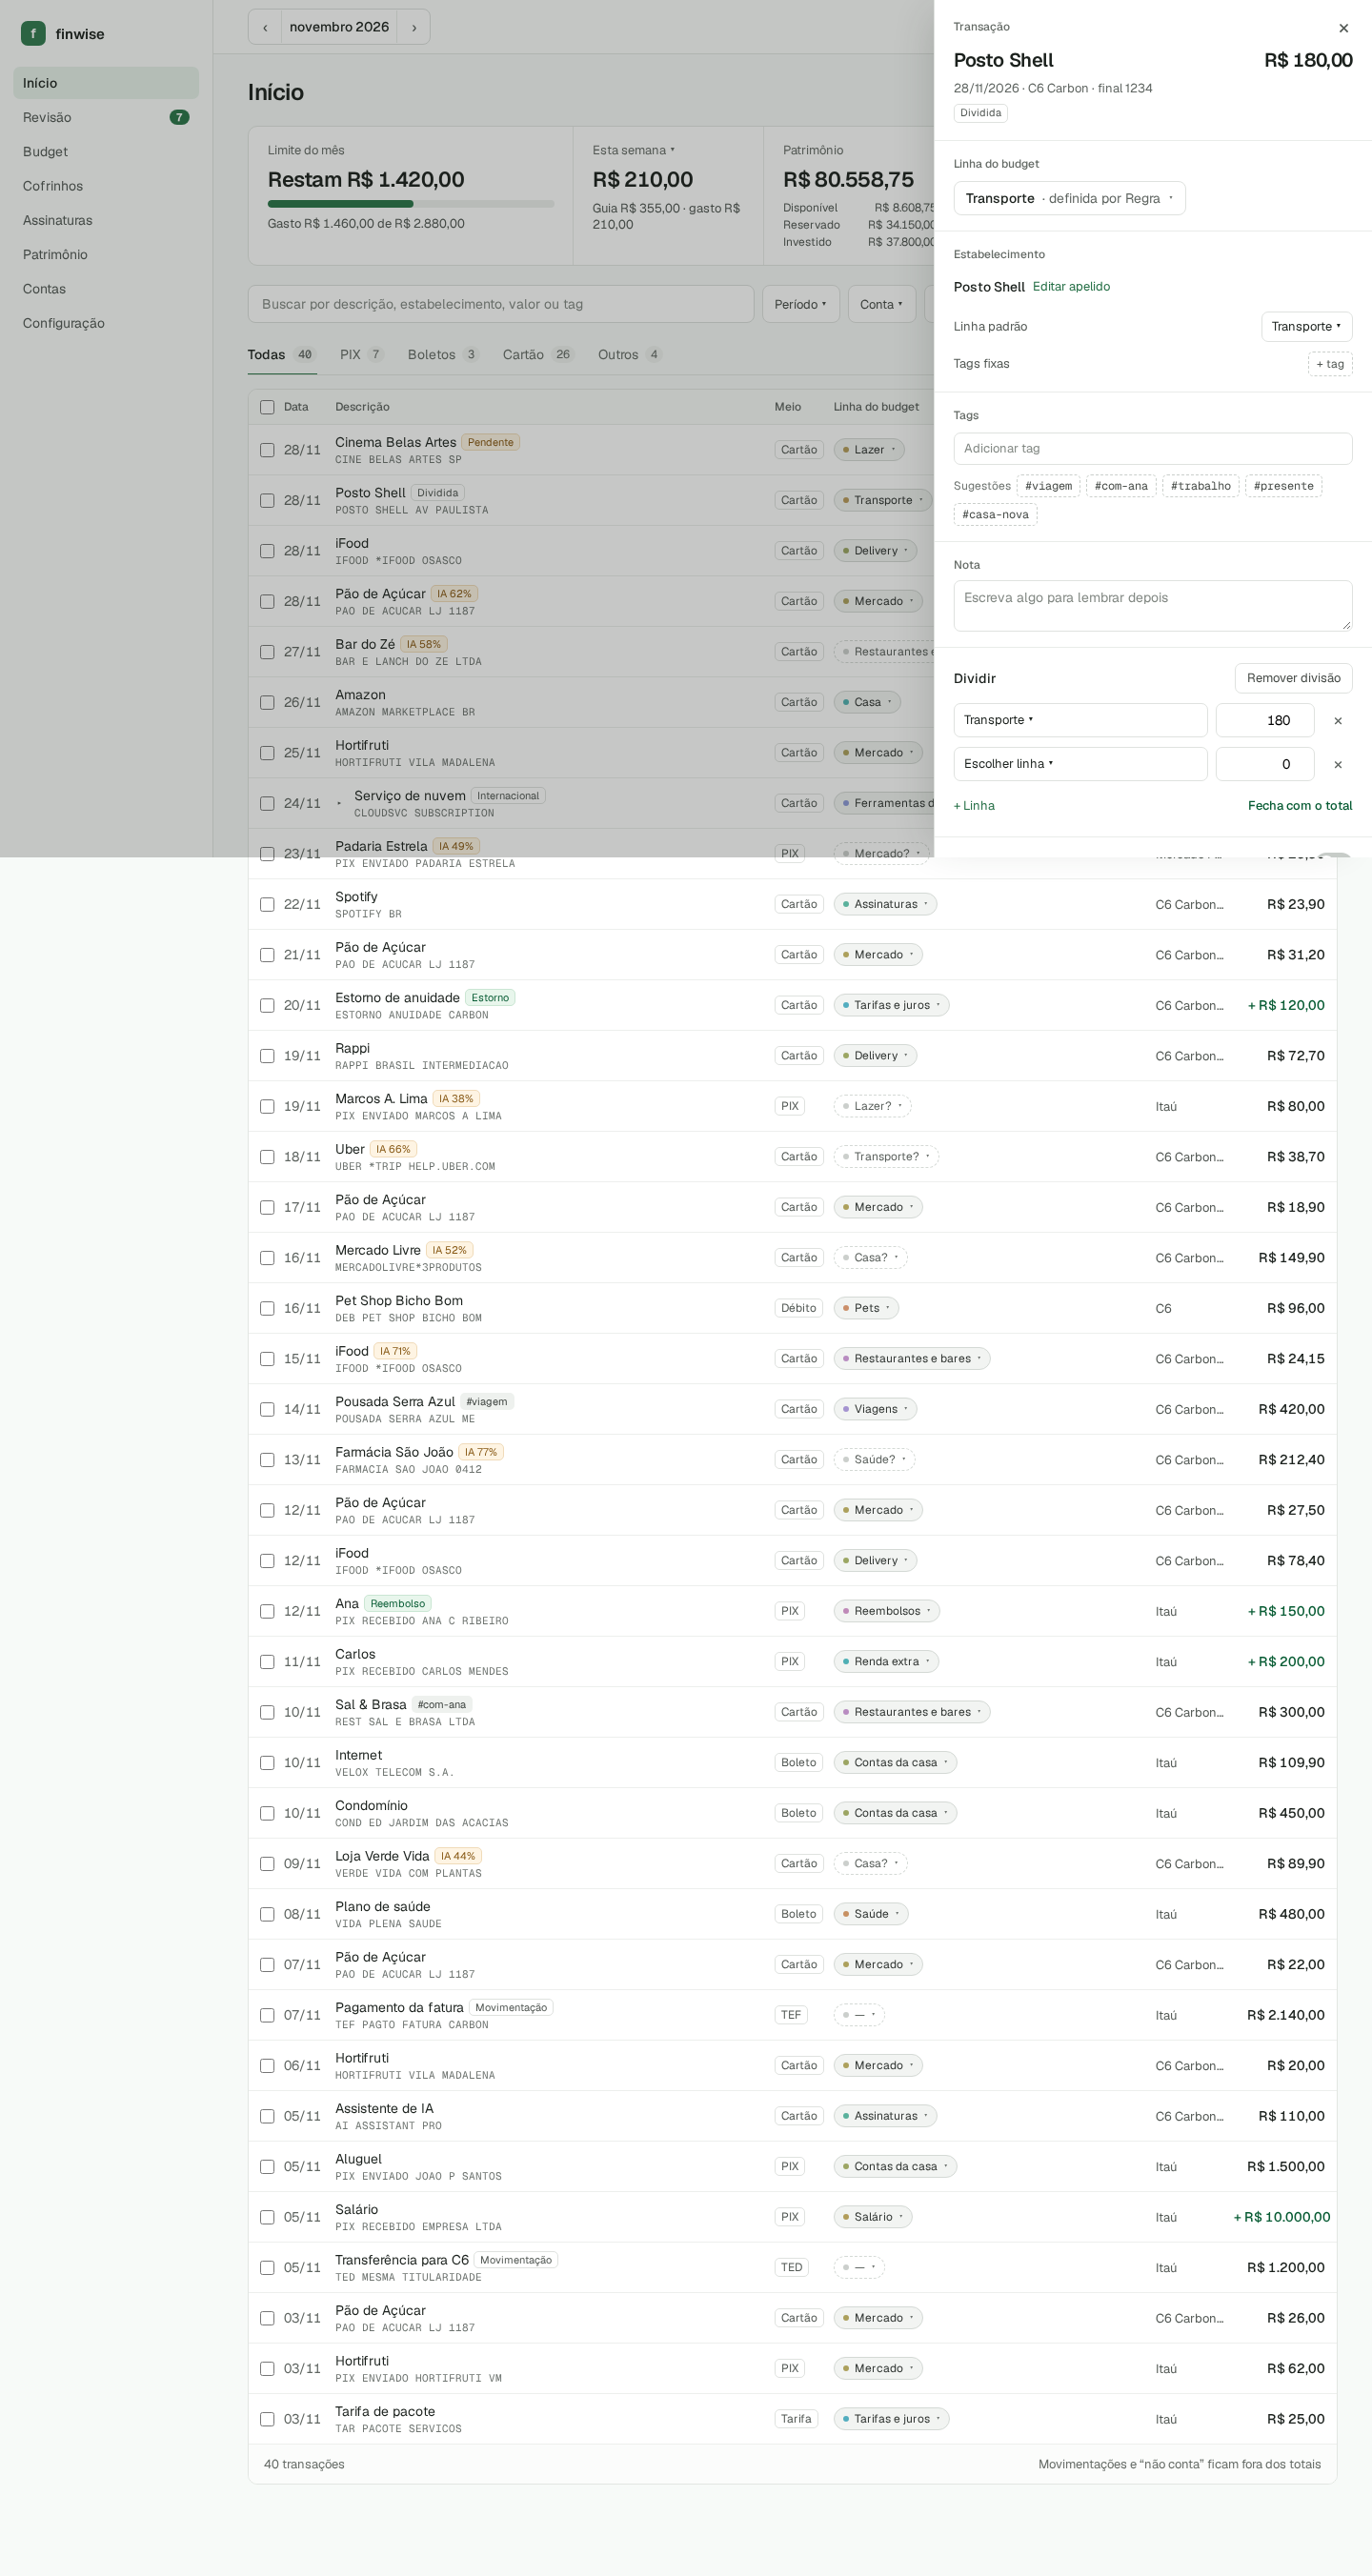 f finwise
Início
Revisão 7
Budget
Cofrinhos
Assinaturas
Patrimônio
Contas
Configuração
‹ novembro 2026 ›
Início
Limite do mês
Restam R$ 1.420,00
Gasto R$ 1.460,00 de R$ 2.880,00
Esta semana
R$ 210,00
Guia R$ 355,00 · gasto R$
210,00
Patrimônio
R$ 80.558,75
Disponível R$ 8.608,75
Reservado R$ 34.150,00
Investido R$ 37.800,00
Buscar por descrição, estabelecimento, valor ou tag
Período
Conta
Todas 40 PIX 7 Boletos 3 Cartão 26 Outros 4
Data Descrição Meio Linha do budget
28/11 Cinema Belas Artes Pendente Cartão Lazer
CINE BELAS ARTES SP
28/11 Posto Shell Dividida Cartão Transporte
POSTO SHELL AV PAULISTA
28/11 iFood Cartão Delivery
IFOOD *IFOOD OSASCO
28/11 Pão de Açúcar IA 62% Cartão Mercado
PAO DE ACUCAR LJ 1187
27/11 Bar do Zé IA 58% Cartão Restaurantes
BAR E LANCH DO ZE LTDA
26/11 Amazon Cartão Casa
AMAZON MARKETPLACE BR
25/11 Hortifruti Cartão Mercado
HORTIFRUTI VILA MADALENA
24/11 Serviço de nuvem Internacional Cartão Ferramentas
CLOUDSVC SUBSCRIPTION
23/11 Padaria Estrela IA 49% PIX Mercado?
PIX ENVIADO PADARIA ESTRELA
22/11 Spotify Cartão Assinaturas C6 Carbon… R$ 23,90
SPOTIFY BR
21/11 Pão de Açúcar Cartão Mercado C6 Carbon… R$ 31,20
PAO DE ACUCAR LJ 1187
20/11 Estorno de anuidade Estorno Cartão Tarifas e juros C6 Carbon… + R$ 120,00
ESTORNO ANUIDADE CARBON
19/11 Rappi Cartão Delivery C6 Carbon… R$ 72,70
RAPPI BRASIL INTERMEDIACAO
19/11 Marcos A. Lima IA 38% PIX Lazer? Itaú R$ 80,00
PIX ENVIADO MARCOS A LIMA
18/11 Uber IA 66% Cartão Transporte? C6 Carbon… R$ 38,70
UBER *TRIP HELP.UBER.COM
17/11 Pão de Açúcar Cartão Mercado C6 Carbon… R$ 18,90
PAO DE ACUCAR LJ 1187
16/11 Mercado Livre IA 52% Cartão Casa? C6 Carbon… R$ 149,90
MERCADOLIVRE*3PRODUTOS
16/11 Pet Shop Bicho Bom Débito Pets C6 R$ 96,00
DEB PET SHOP BICHO BOM
15/11 iFood IA 71% Cartão Restaurantes e bares C6 Carbon… R$ 24,15
IFOOD *IFOOD OSASCO
14/11 Pousada Serra Azul #viagem Cartão Viagens C6 Carbon… R$ 420,00
POUSADA SERRA AZUL ME
13/11 Farmácia São João IA 77% Cartão Saúde? C6 Carbon… R$ 212,40
FARMACIA SAO JOAO 0412
12/11 Pão de Açúcar Cartão Mercado C6 Carbon… R$ 27,50
PAO DE ACUCAR LJ 1187
12/11 iFood Cartão Delivery C6 Carbon… R$ 78,40
IFOOD *IFOOD OSASCO
12/11 Ana Reembolso PIX Reembolsos Itaú + R$ 150,00
PIX RECEBIDO ANA C RIBEIRO
11/11 Carlos PIX Renda extra Itaú + R$ 200,00
PIX RECEBIDO CARLOS MENDES
10/11 Sal & Brasa #com-ana Cartão Restaurantes e bares C6 Carbon… R$ 300,00
REST SAL E BRASA LTDA
10/11 Internet Boleto Contas da casa Itaú R$ 109,90
VELOX TELECOM S.A.
10/11 Condomínio Boleto Contas da casa Itaú R$ 450,00
COND ED JARDIM DAS ACACIAS
09/11 Loja Verde Vida IA 44% Cartão Casa? C6 Carbon… R$ 89,90
VERDE VIDA COM PLANTAS
08/11 Plano de saúde Boleto Saúde Itaú R$ 480,00
VIDA PLENA SAUDE
07/11 Pão de Açúcar Cartão Mercado C6 Carbon… R$ 22,00
PAO DE ACUCAR LJ 1187
07/11 Pagamento da fatura Movimentação TEF — Itaú R$ 2.140,00
TEF PAGTO FATURA CARBON
06/11 Hortifruti Cartão Mercado C6 Carbon… R$ 20,00
HORTIFRUTI VILA MADALENA
05/11 Assistente de IA Cartão Assinaturas C6 Carbon… R$ 110,00
AI ASSISTANT PRO
05/11 Aluguel PIX Contas da casa Itaú R$ 1.500,00
PIX ENVIADO JOAO P SANTOS
05/11 Salário PIX Salário Itaú + R$ 10.000,00
PIX RECEBIDO EMPRESA LTDA
05/11 Transferência para C6 Movimentação TED — Itaú R$ 1.200,00
TED MESMA TITULARIDADE
03/11 Pão de Açúcar Cartão Mercado C6 Carbon… R$ 26,00
PAO DE ACUCAR LJ 1187
03/11 Hortifruti PIX Mercado Itaú R$ 62,00
PIX ENVIADO HORTIFRUTI VM
03/11 Tarifa de pacote Tarifa Tarifas e juros Itaú R$ 25,00
TAR PACOTE SERVICOS
40 transações Movimentações e “não conta” ficam fora dos totais
Transação ×
Posto Shell R$ 180,00
28/11/2026 · C6 Carbon · final 1234
Dividida
Linha do budget
Transporte · definida por Regra
Estabelecimento
Posto Shell Editar apelido
Linha padrão Transporte
Tags fixas + tag
Tags
Adicionar tag
Sugestões #viagem #com-ana #trabalho #presente
#casa-nova
Nota
Escreva algo para lembrar depois
Dividir Remover divisão
Transporte 180 ×
Escolher linha 0 ×
+ Linha Fecha com o total